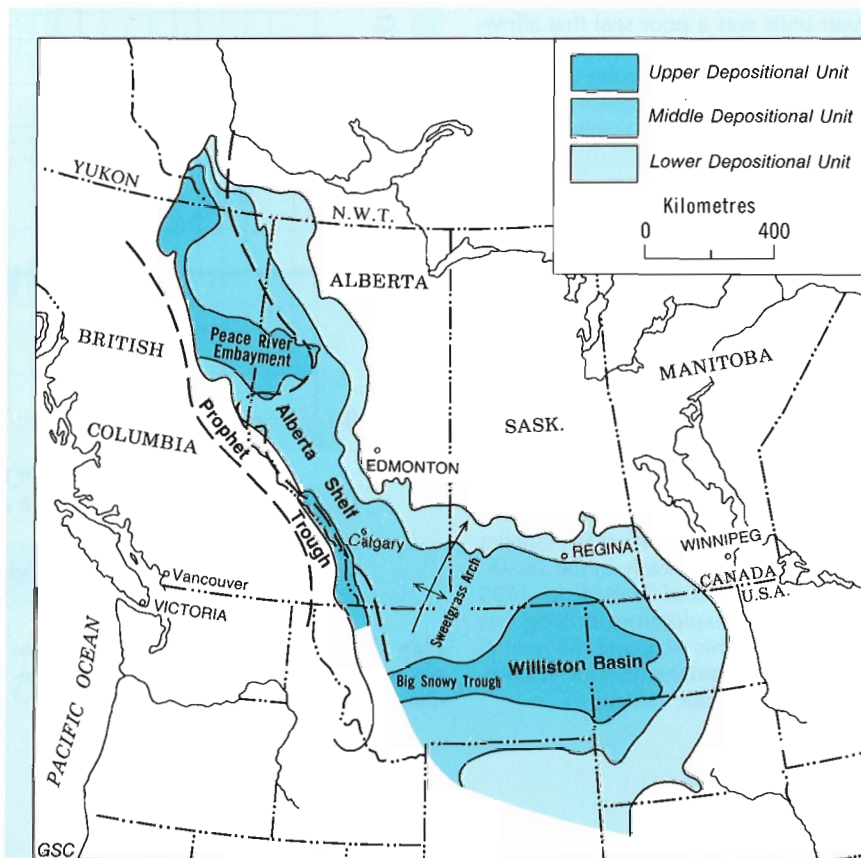 Upper Depositional Unit
Middle Depositional Unit
Lower Depositional Unit
Kilometres
0 400
YUKON
N.W.T.
ALBERTA
BRITISH
COLUMBIA
Peace River
Embayment
MANITOBA
SASK.
Prophet
Trough
Alberta
Shelf
EDMONTON
Calgary
REGINA
WINNIPEG
CANADA
U.S.A.
Vancouver
VICTORIA
Sweetgrass Arch
Williston Basin
Big Snowy Trough
PACIFIC OCEAN
GSC